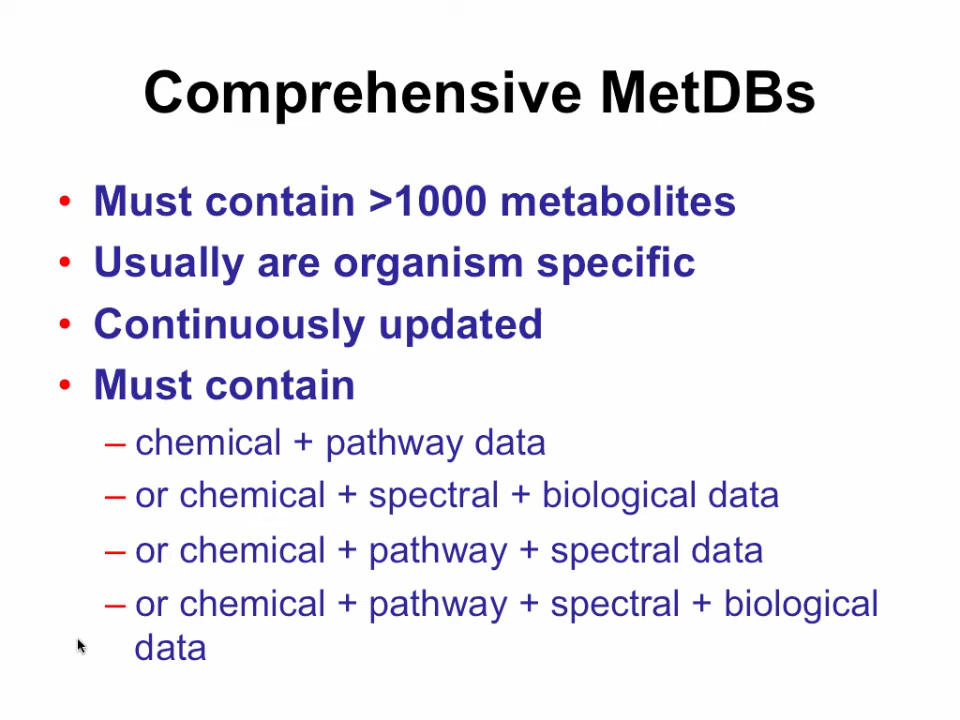 Comprehensive MetDBs
• Must contain >1000 metabolites
• Usually are organism specific
• Continuously updated
• Must contain
– chemical + pathway data
– or chemical + spectral + biological data
– or chemical + pathway + spectral data
– or chemical + pathway + spectral + biological
data